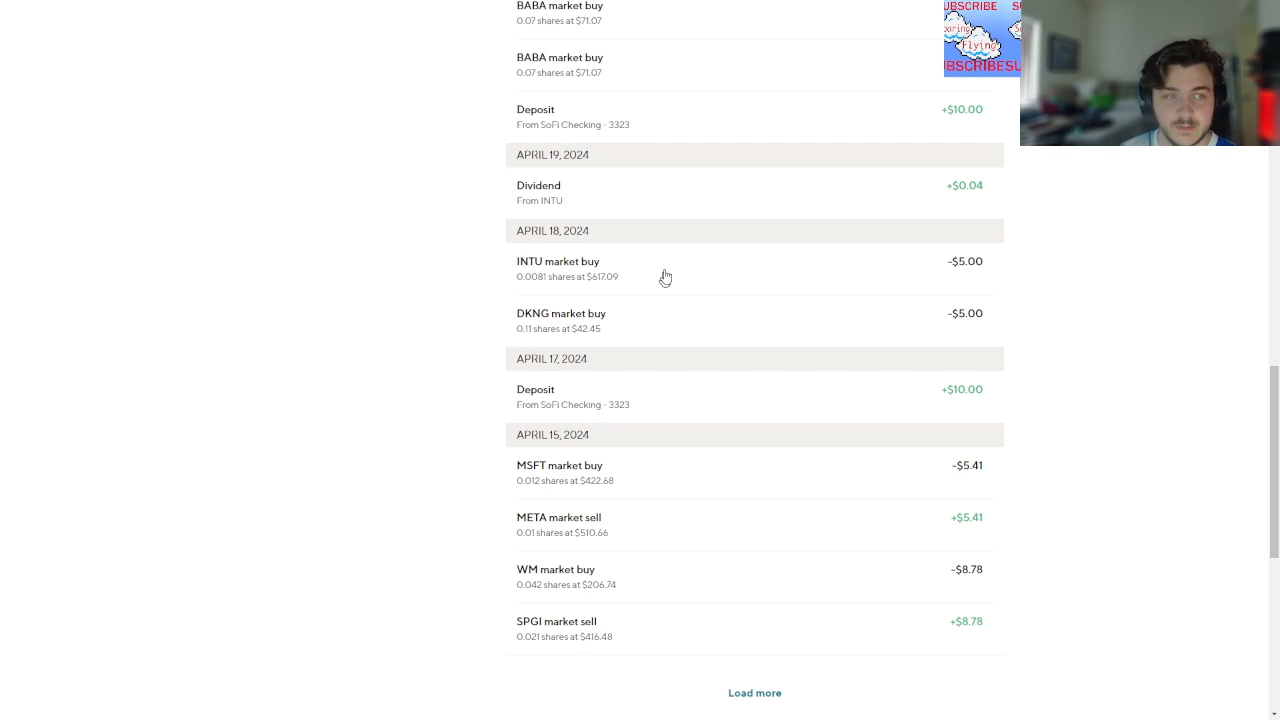 BABA market buy
0.07 shares at $71.07
BABA market buy
0.07 shares at $71.07
Deposit +$10.00
From SoFi Checking - 3323
APRIL 19, 2024
Dividend +$0.04
From INTU
APRIL 18, 2024
INTU market buy -$5.00
0.0081 shares at $617.09
DKNG market buy -$5.00
0.11 shares at $42.45
APRIL 17, 2024
Deposit +$10.00
From SoFi Checking - 3323
APRIL 15, 2024
MSFT market buy -$5.41
0.012 shares at $422.68
META market sell +$5.41
0.01 shares at $510.66
WM market buy -$8.78
0.042 shares at $206.74
SPGI market sell +$8.78
0.021 shares at $416.48
Load more
UBSCRIBE SU
Flying
BSCRIBESU